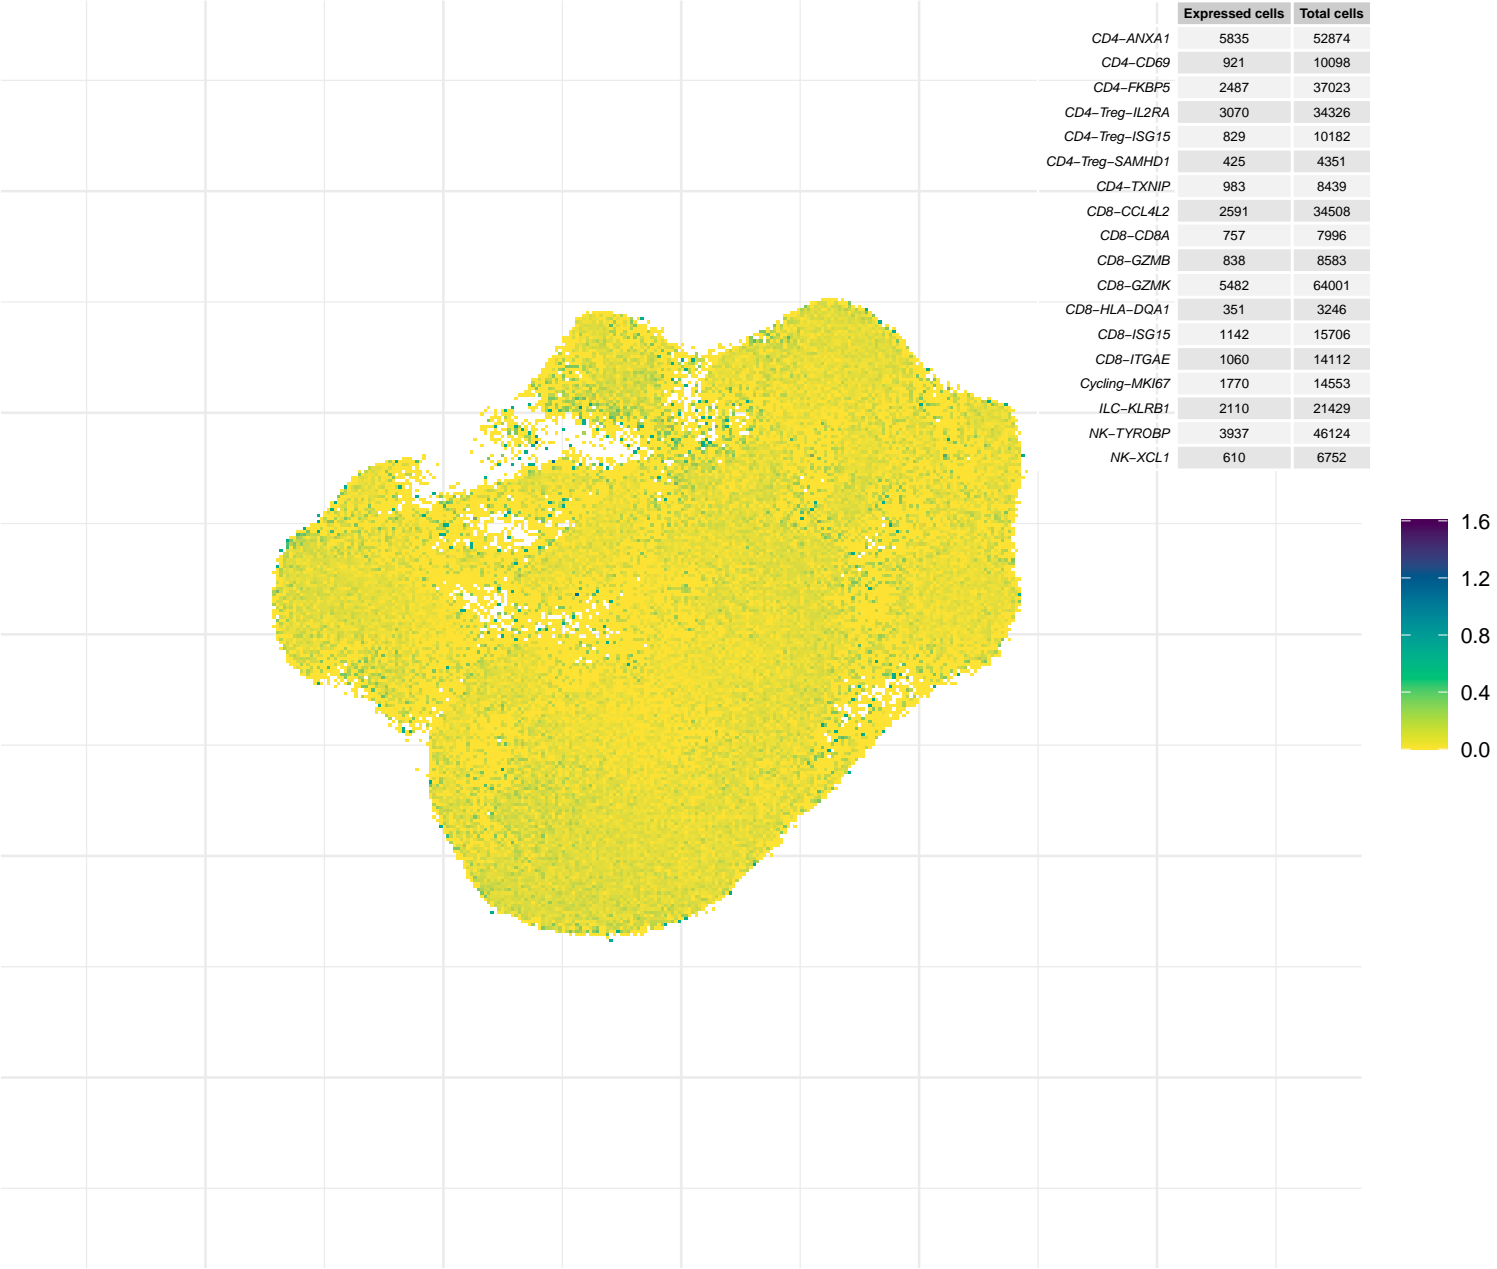 Expressed cells Total cells
CD4−ANXA1 5835 52874
CD4−CD69 921 10098
CD4−FKBP5 2487 37023
CD4−Treg−IL2RA 3070 34326
CD4−Treg−ISG15 829 10182
CD4−Treg−SAMHD1 425 4351
CD4−TXNIP 983 8439
CD8−CCL4L2 2591 34508
CD8−CD8A 757 7996
CD8−GZMB 838 8583
CD8−GZMK 5482 64001
CD8−HLA−DQA1 351 3246
CD8−ISG15 1142 15706
CD8−ITGAE 1060 14112
Cycling−MKI67 1770 14553
ILC−KLRB1 2110 21429
NK−TYROBP 3937 46124
NK−XCL1 610 6752
1.6
1.2
0.8
0.4
0.0